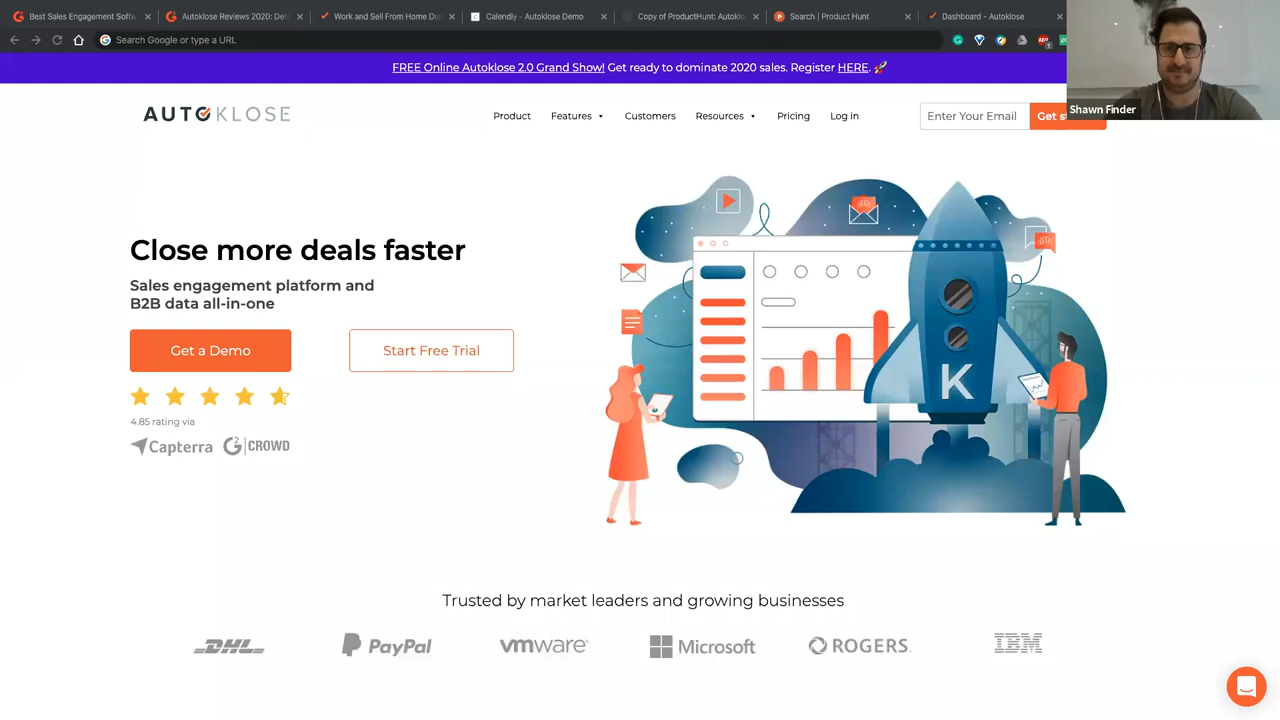 Best Sales Engagement Softw
Autoklose Reviews 2020: De
Work and Sell From Home Du
Calendly - Autoklose Demo
Copy of ProductHunt: Autoklo
Search | Product Hunt
Dashboard - Autoklose
Search Google or type a URL
FREE Online Autoklose 2.0 Grand Show! Get ready to dominate 2020 sales. Register HERE. 🚀
Shawn Finder
AUTOKLOSE
Product
Features
Customers
Resources
Pricing
Log in
Enter Your Email
Get s
Close more deals faster
Sales engagement platform and
B2B data all-in-one
Get a Demo
Start Free Trial
4.85 rating via
Capterra
G2 CROWD
K
Trusted by market leaders and growing businesses
DHL
PayPal
vmware
Microsoft
ROGERS
IBM